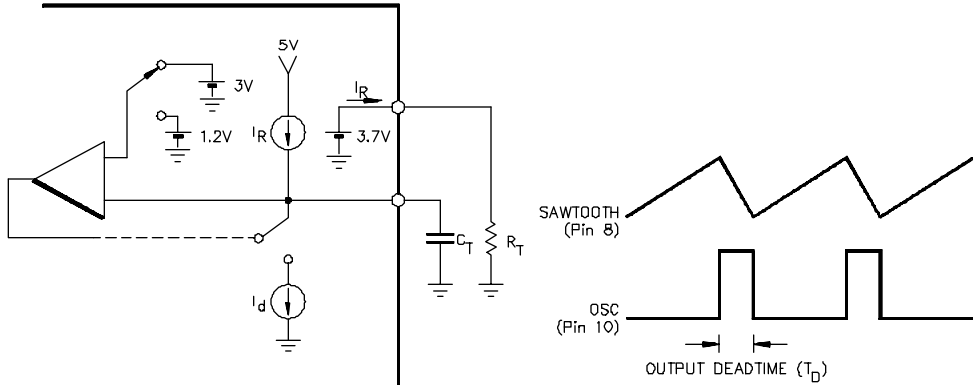 5V
3V
I_R
1.2V
I_R
3.7V
C_T
R_T
I_d
SAWTOOTH
(Pin 8)
OSC
(Pin 10)
OUTPUT DEADTIME (T_D)